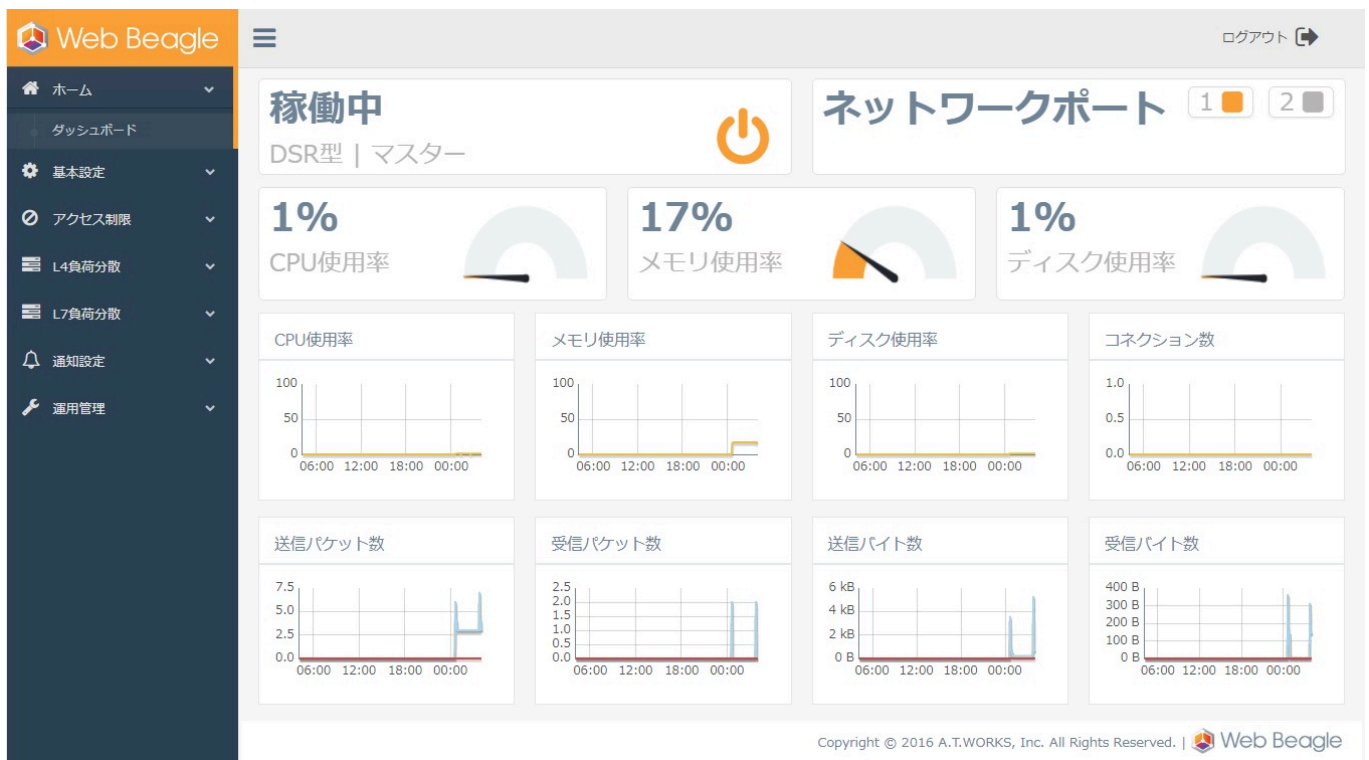 Web Beagle
ログアウト
ホーム
ダッシュボード
基本設定
アクセス制限
L4負荷分散
L7負荷分散
通知設定
運用管理
稼働中
DSR型 | マスター
ネットワークポート 1 2
1%
CPU使用率
17%
メモリ使用率
1%
ディスク使用率
CPU使用率
100
50
0
06:00 12:00 18:00 00:00
メモリ使用率
100
50
0
06:00 12:00 18:00 00:00
ディスク使用率
100
50
0
06:00 12:00 18:00 00:00
コネクション数
1.0
0.5
0.0
06:00 12:00 18:00 00:00
送信パケット数
7.5
5.0
2.5
0.0
06:00 12:00 18:00 00:00
受信パケット数
2.5
2.0
1.5
1.0
0.5
0.0
06:00 12:00 18:00 00:00
送信バイト数
6 kB
4 kB
2 kB
0 B
06:00 12:00 18:00 00:00
受信バイト数
400 B
300 B
200 B
100 B
0 B
06:00 12:00 18:00 00:00
Copyright © 2016 A.T.WORKS, Inc. All Rights Reserved. | Web Beagle